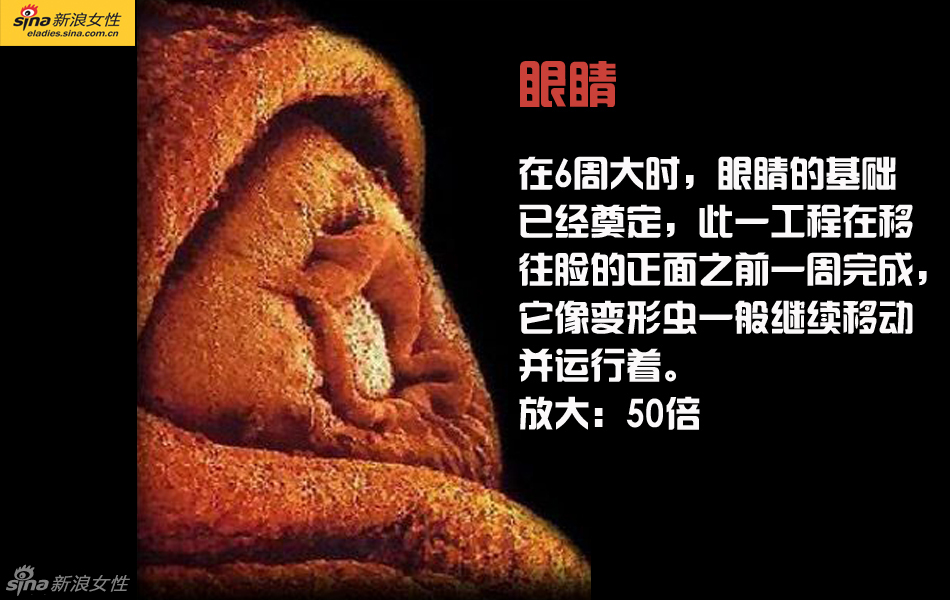 sina新浪女性
eladies.sina.com.cn
眼睛
在6周大时，眼睛的基础
已经奠定，此一工程在移
往脸的正面之前一周完成，
它像变形虫一般继续移动
并运行着。
放大：50倍
sina新浪女性